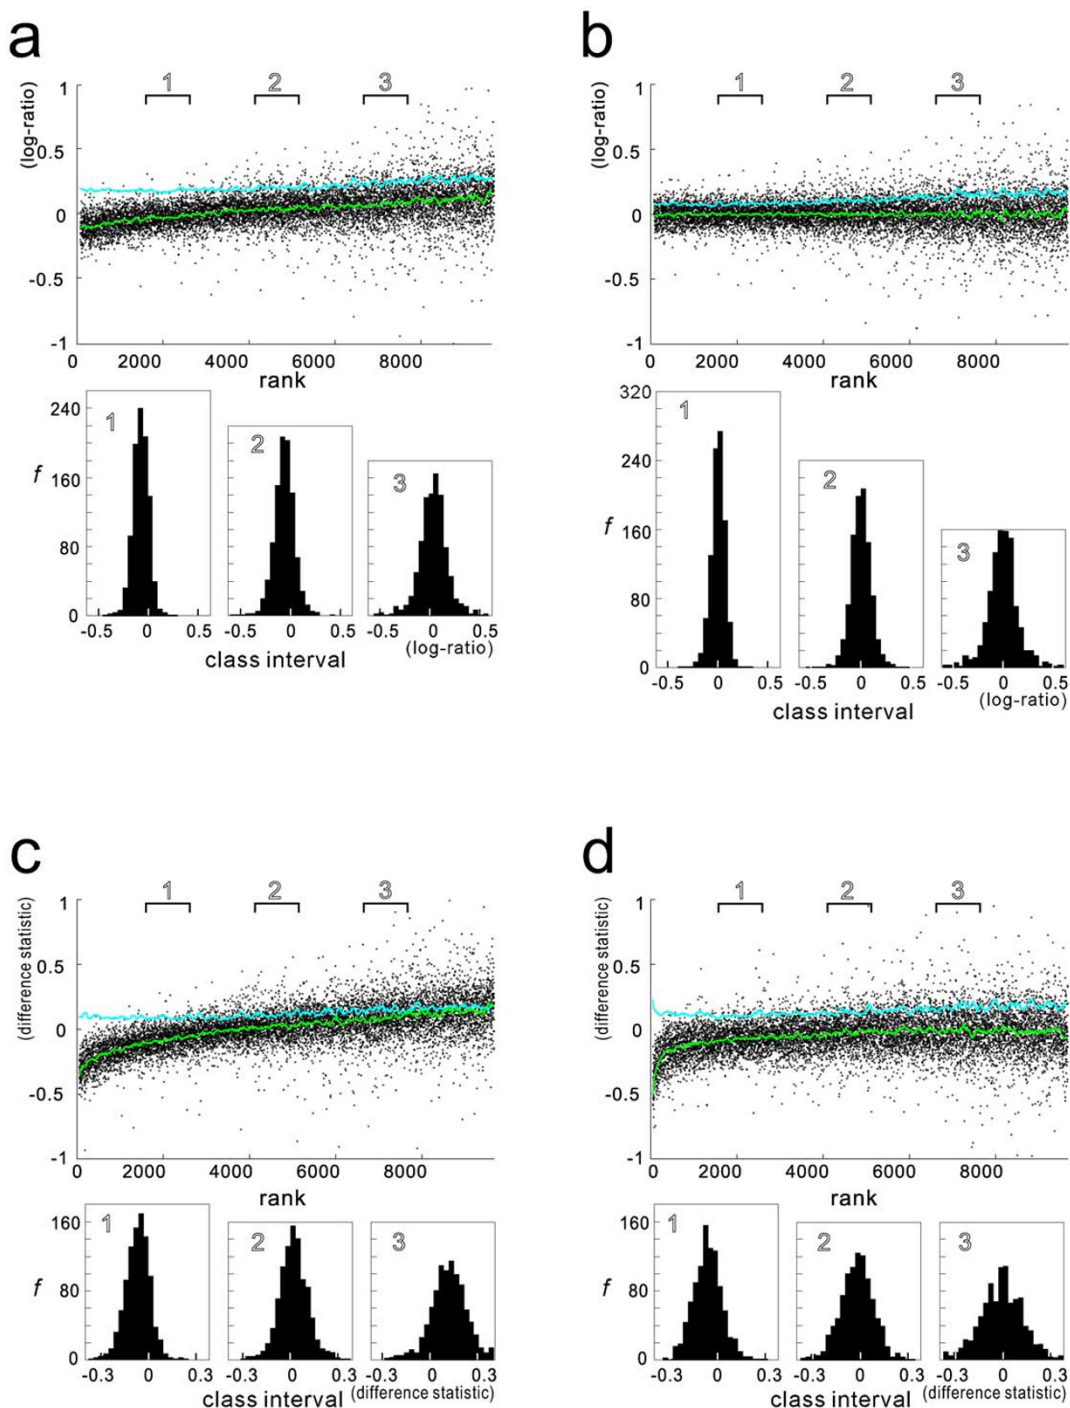 a
(log-ratio)
1
0.5
0
-0.5
-1
1 2 3
0 2000 4000 6000 8000
rank
f
240
160
80
0
1
2
3
-0.5 0 0.5
-0.5 0 0.5
-0.5 0 0.5
(log-ratio)
class interval
b
(log-ratio)
1
0.5
0
-0.5
-1
1 2 3
0 2000 4000 6000 8000
rank
f
320
240
160
80
0
1
2
3
-0.5 0 0.5
-0.5 0 0.5
-0.5 0 0.5
(log-ratio)
class interval
c
(difference statistic)
1
0.5
0
-0.5
-1
1 2 3
0 2000 4000 6000 8000
rank
f
160
80
0
1
2
3
-0.3 0 0.3
-0.3 0 0.3
-0.3 0 0.3
class interval (difference statistic)
d
(difference statistic)
1
0.5
0
-0.5
-1
1 2 3
0 2000 4000 6000 8000
rank
f
160
80
0
1
2
3
-0.3 0 0.3
-0.3 0 0.3
-0.3 0 0.3
class interval (difference statistic)